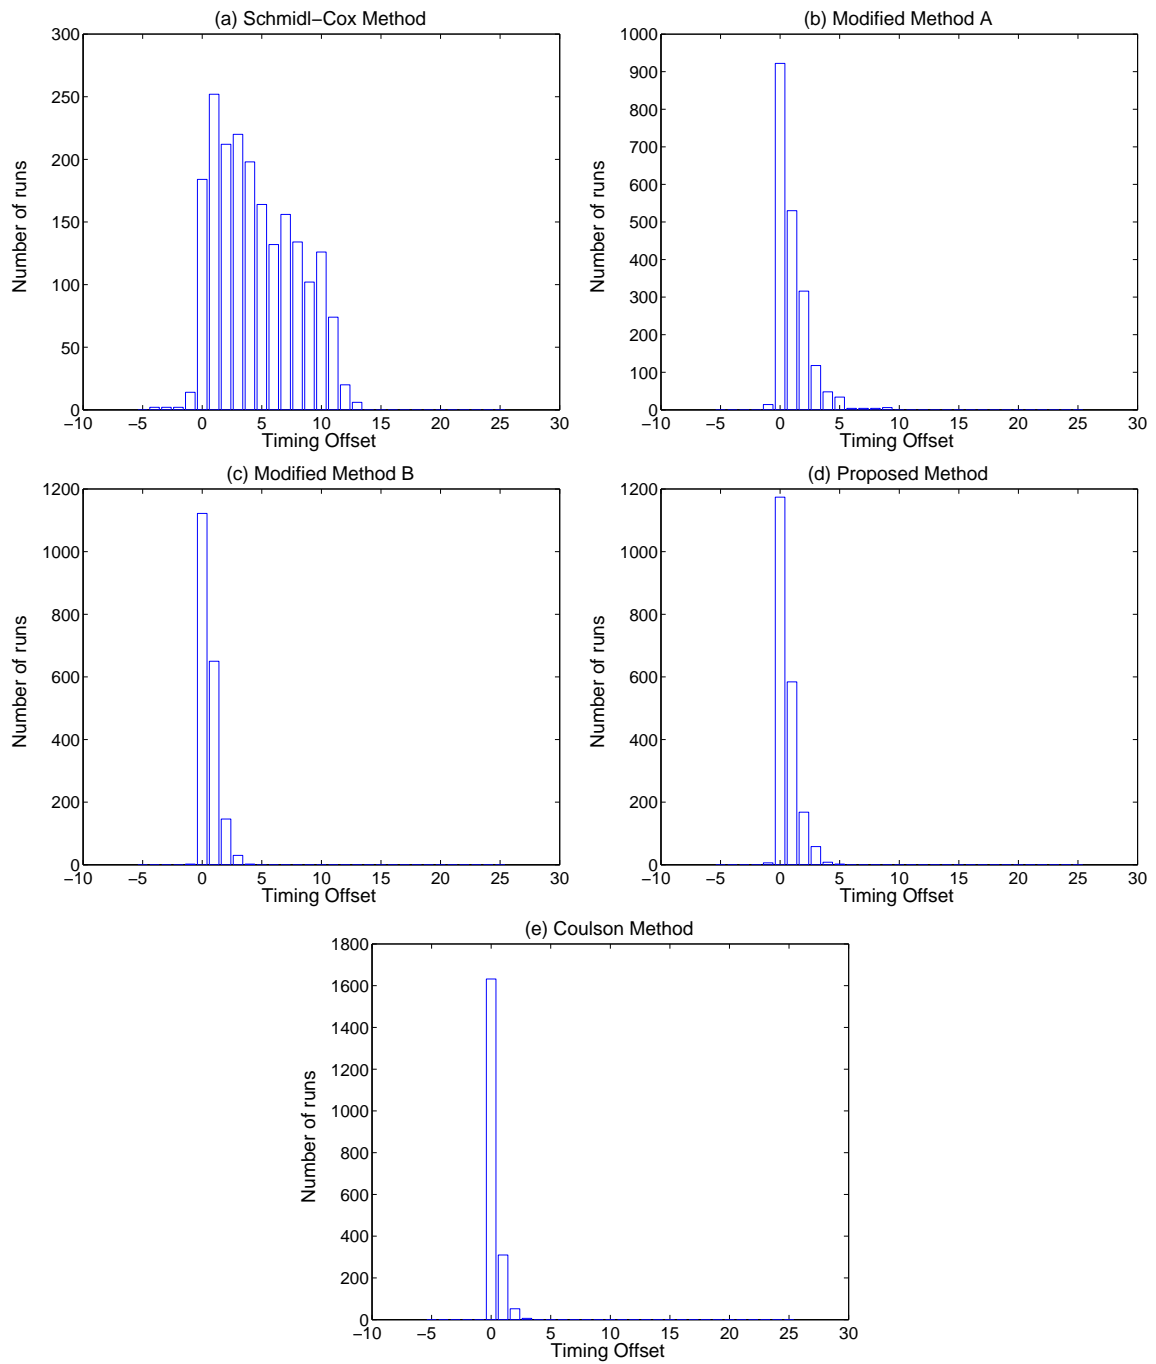 (a) Schmidl−Cox Method
300
250
200
150
100
50
0
−10 −5 0 5 10 15 20 25 30
Number of runs
Timing Offset
(b) Modified Method A
1000
900
800
700
600
500
400
300
200
100
0
−10 −5 0 5 10 15 20 25 30
Number of runs
Timing Offset
(c) Modified Method B
1200
1000
800
600
400
200
0
−10 −5 0 5 10 15 20 25 30
Number of runs
Timing Offset
(d) Proposed Method
1200
1000
800
600
400
200
0
−10 −5 0 5 10 15 20 25 30
Number of runs
Timing Offset
(e) Coulson Method
1800
1600
1400
1200
1000
800
600
400
200
0
−10 −5 0 5 10 15 20 25 30
Number of runs
Timing Offset